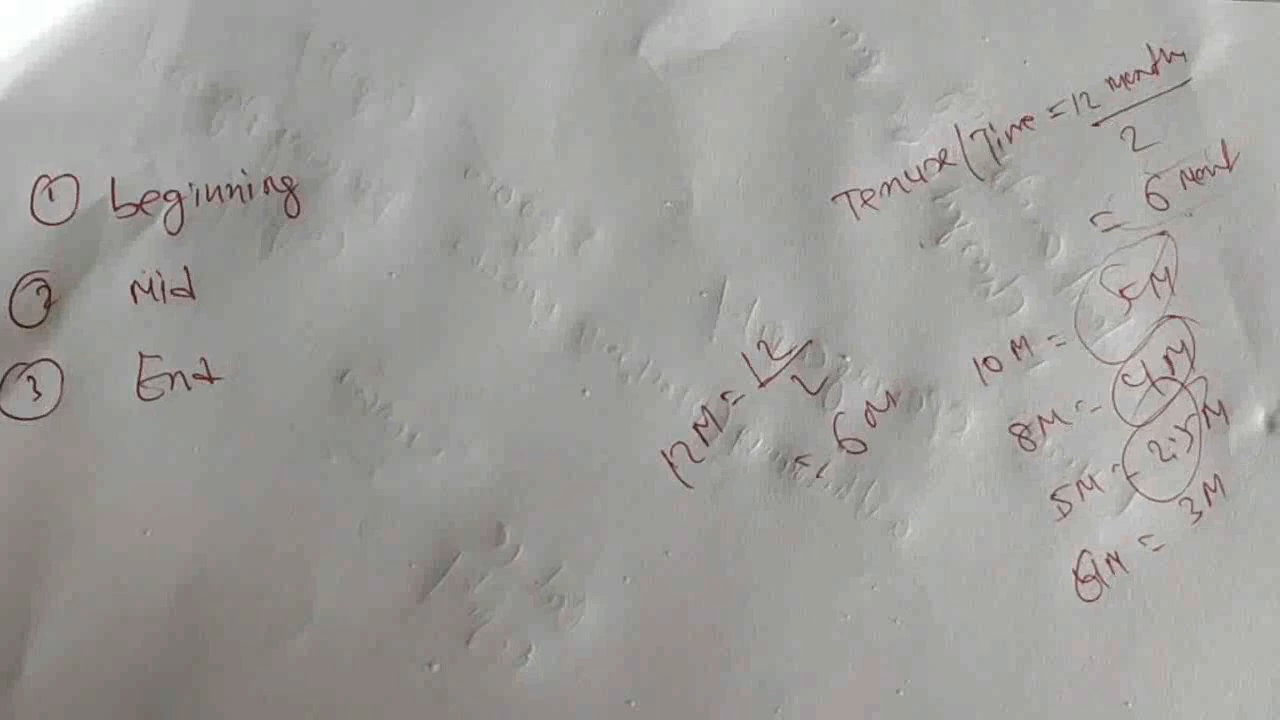 ① beginning
② Mid
③ End
Tenure/Time = 12 Month
2
= 6 Mont
12M = 12
2
= 6M
10M = 5M
8M = 4M
5M = 2.5M
6M = 3M